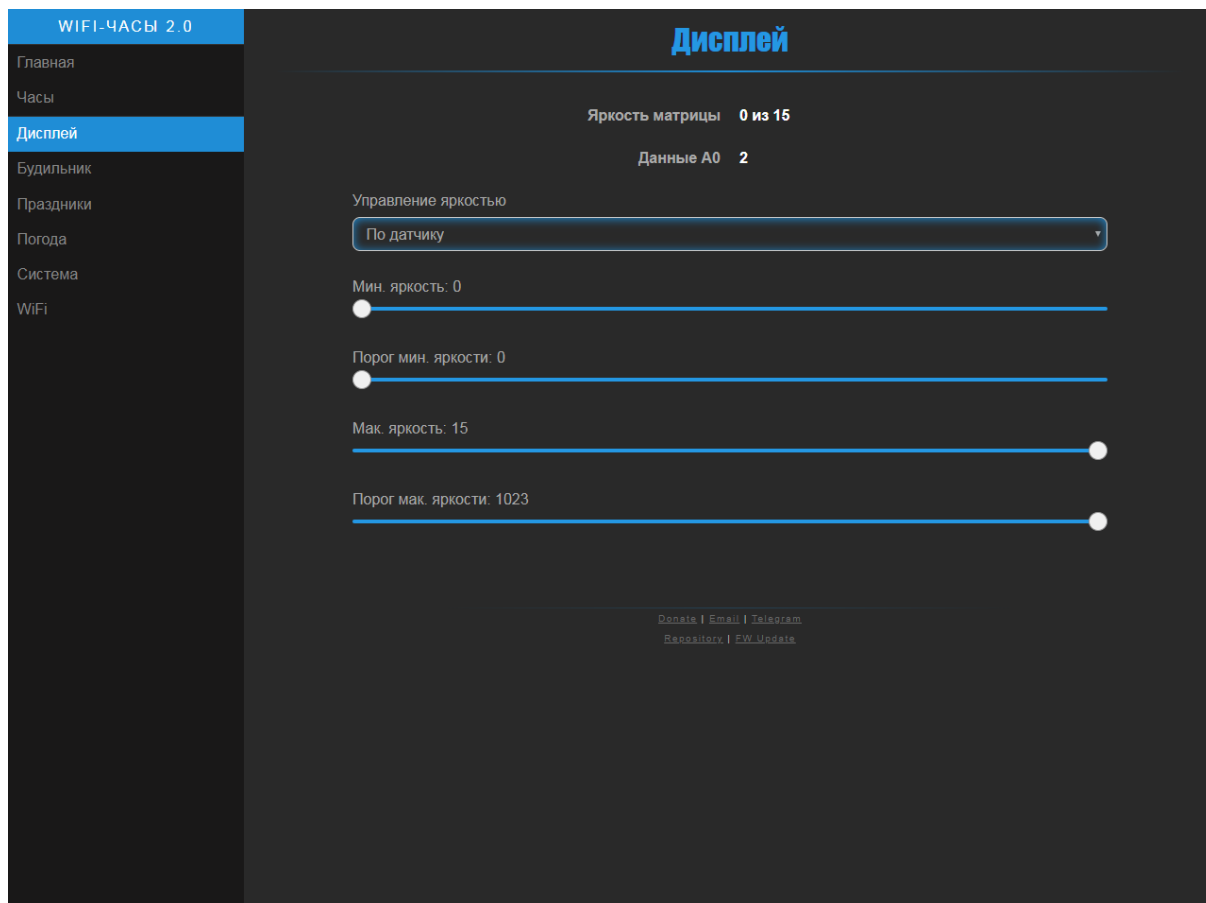 WIFI-ЧАСЫ 2.0
Главная
Часы
Дисплей
Будильник
Праздники
Погода
Система
WiFi
Дисплей
Яркость матрицы 0 из 15
Данные A0 2
Управление яркостью
По датчику
Мин. яркость: 0
Порог мин. яркости: 0
Мак. яркость: 15
Порог мак. яркости: 1023
Donate | Email | Telegram
Repository | FW Update